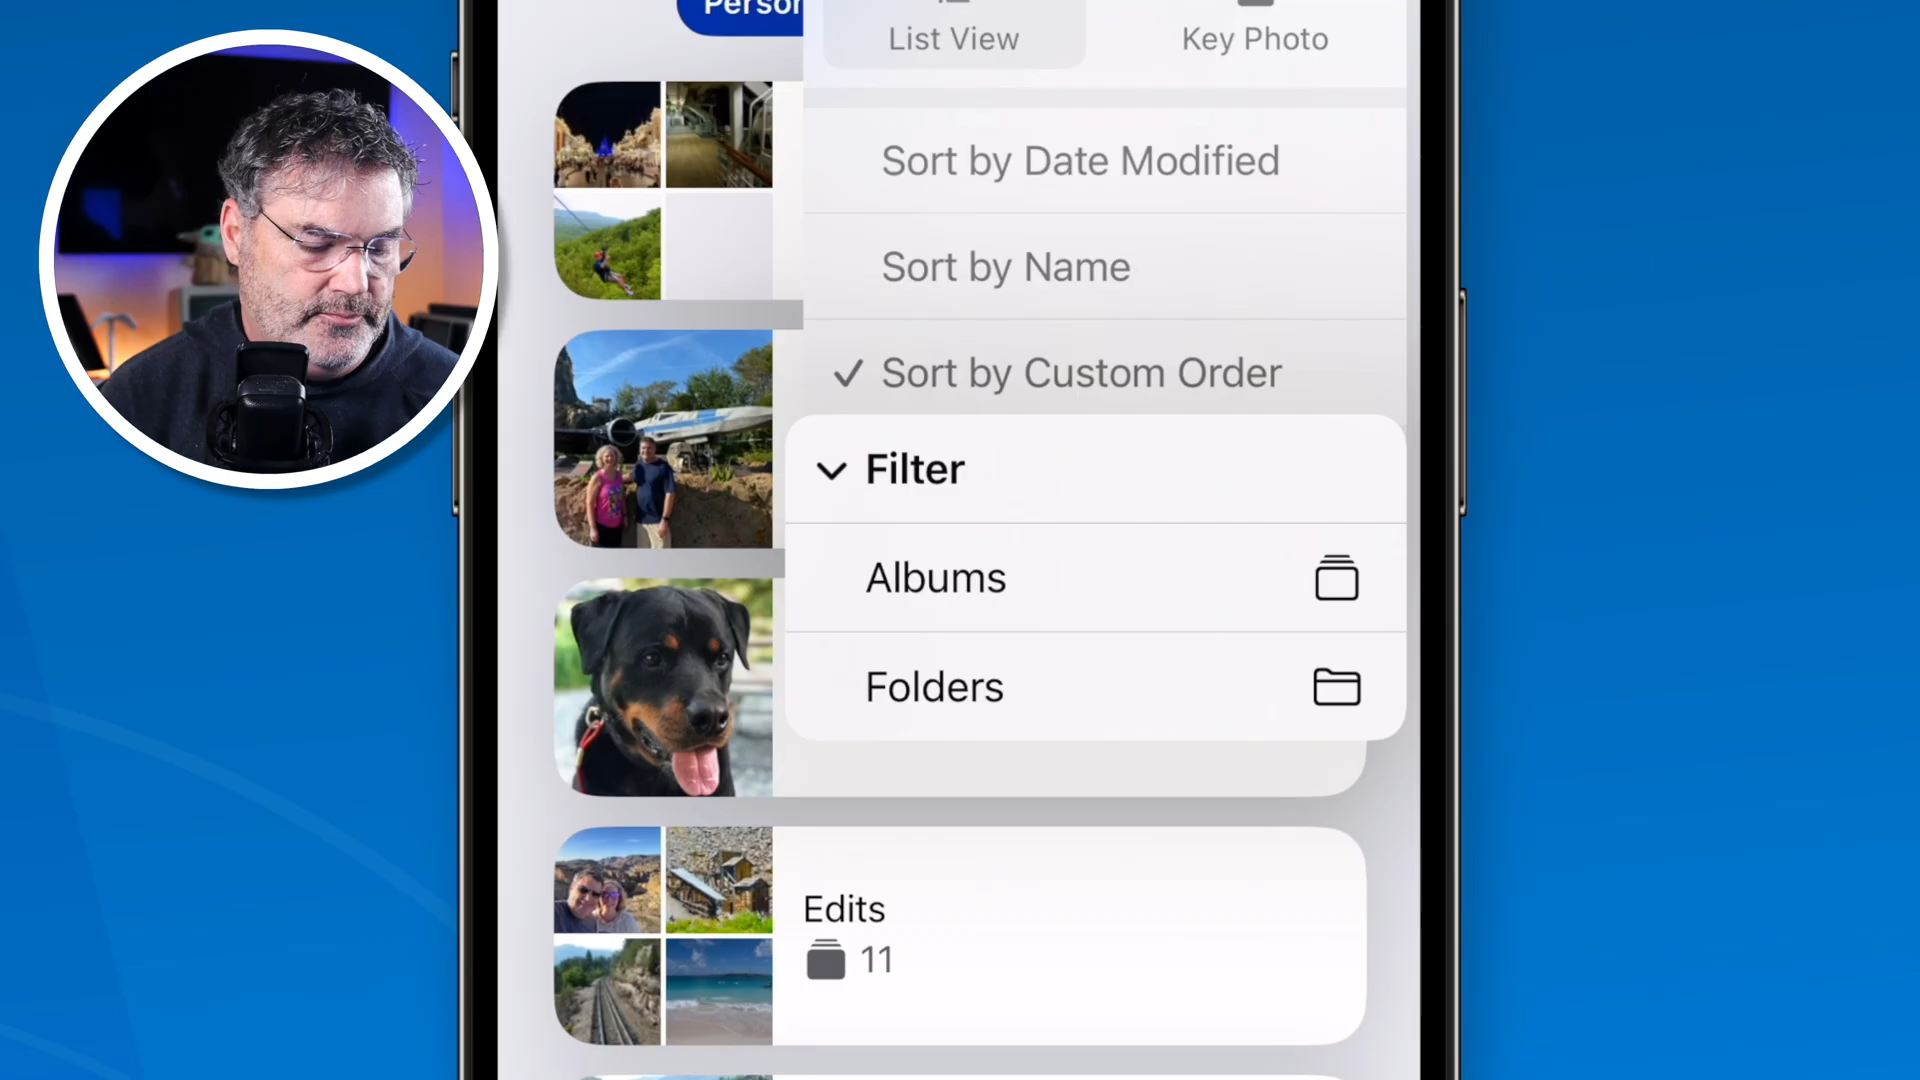 Person
List View
Key Photo
Sort by Date Modified
Sort by Name
✓ Sort by Custom Order
Filter
Albums
Folders
Edits
11